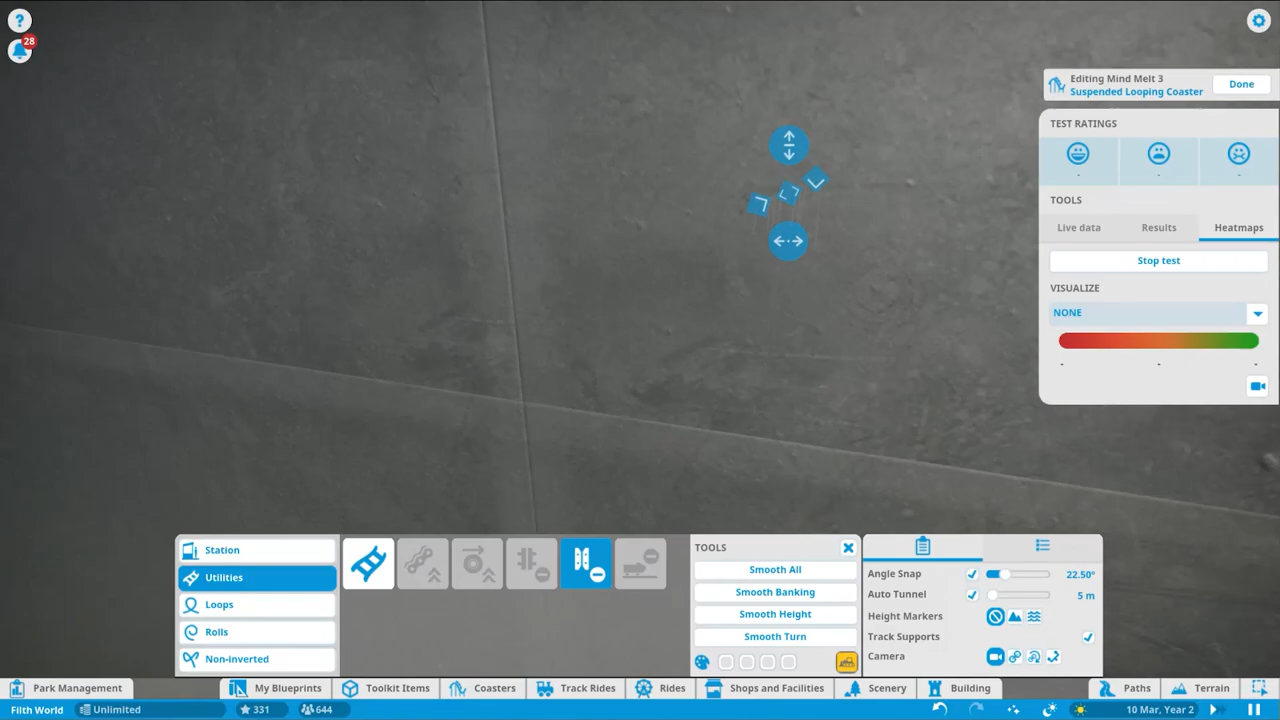 ?
28
Editing Mind Melt 3
Suspended Looping Coaster
Done
TEST RATINGS
- - -
TOOLS
Live data Results Heatmaps
Stop test
VISUALIZE
NONE
- - -
Station
Utilities
Loops
Rolls
Non-inverted
TOOLS
Smooth All
Smooth Banking
Smooth Height
Smooth Turn
Angle Snap 22.50°
Auto Tunnel 5 m
Height Markers
Track Supports
Camera
Park Management My Blueprints Toolkit Items Coasters Track Rides Rides Shops and Facilities Scenery Building Paths Terrain
Filth World Unlimited 331 644 10 Mar, Year 2